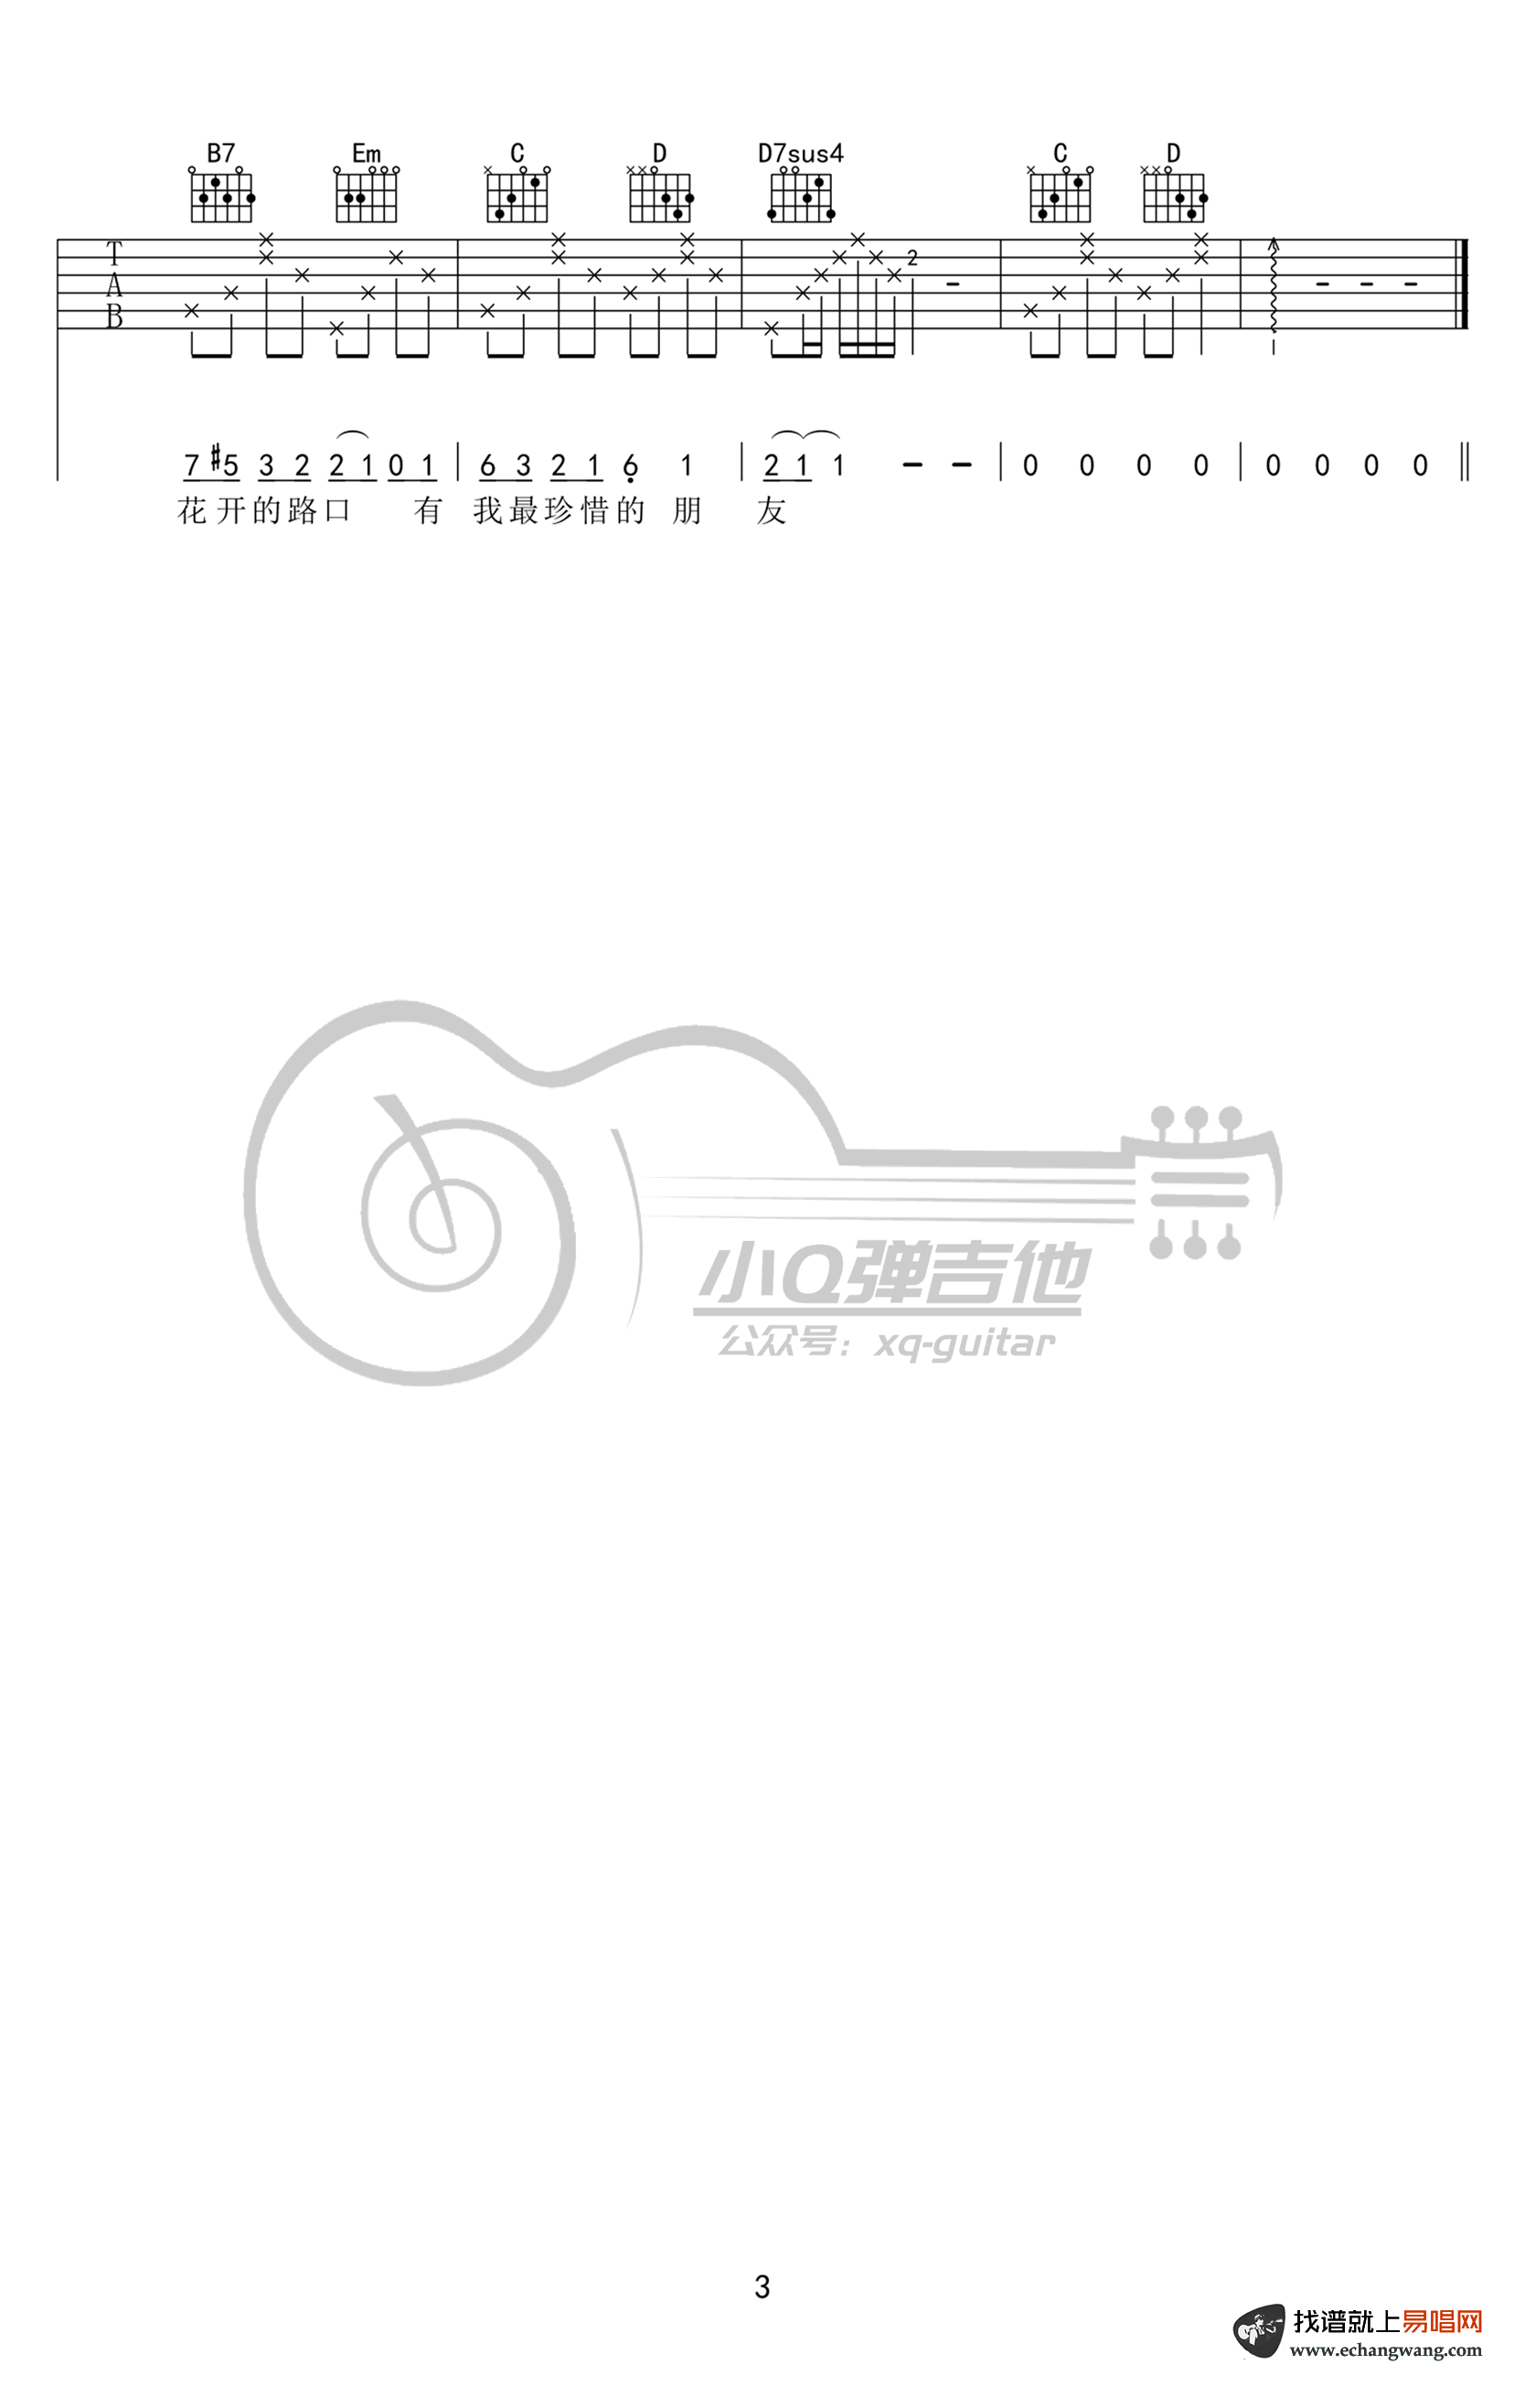 B7 Em C D D7sus4 C D
T
A
B
2 - - - -
7 #5 3 2 2 1 0 1 | 6 3 2 1 6 1 | 2 1 1 - - | 0 0 0 0 | 0 0 0 0
花开的路口 有 我最珍惜的 朋 友
小Q弹吉他
公众号：xq-guitar
3
找谱就上易唱网
www.echangwang.com